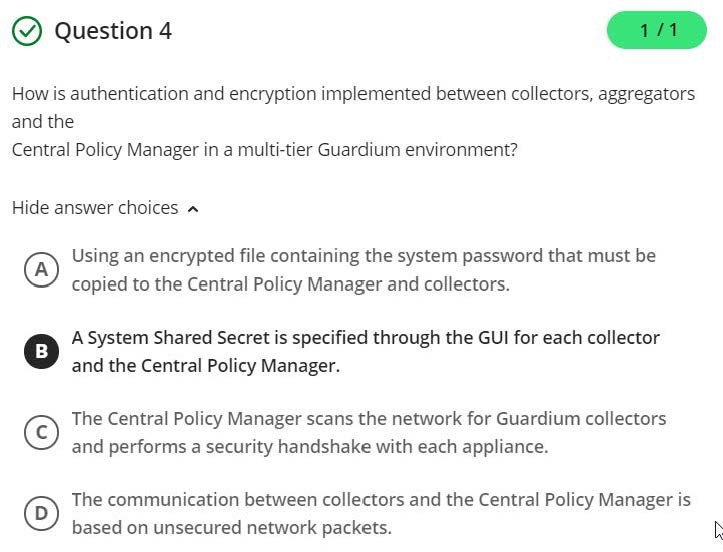 Question 4
1 / 1
How is authentication and encryption implemented between collectors, aggregators
and the
Central Policy Manager in a multi-tier Guardium environment?
Hide answer choices
A
Using an encrypted file containing the system password that must be
copied to the Central Policy Manager and collectors.
B
A System Shared Secret is specified through the GUI for each collector
and the Central Policy Manager.
C
The Central Policy Manager scans the network for Guardium collectors
and performs a security handshake with each appliance.
D
The communication between collectors and the Central Policy Manager is
based on unsecured network packets.